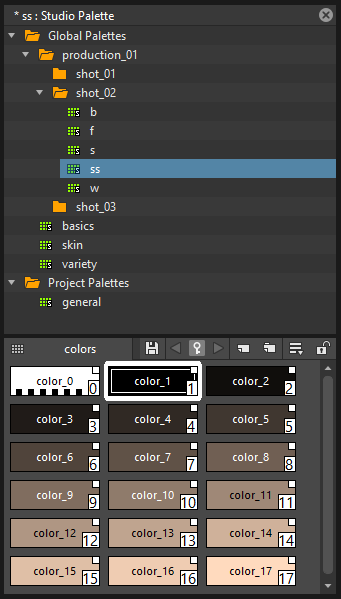 * ss : Studio Palette
Global Palettes
production_01
shot_01
shot_02
b
f
s
ss
w
shot_03
basics
skin
variety
Project Palettes
general
colors
color_0 0 color_1 1 color_2 2
color_3 3 color_4 4 color_5 5
color_6 6 color_7 7 color_8 8
color_9 9 color_10 10 color_11 11
color_12 12 color_13 13 color_14 14
color_15 15 color_16 16 color_17 17